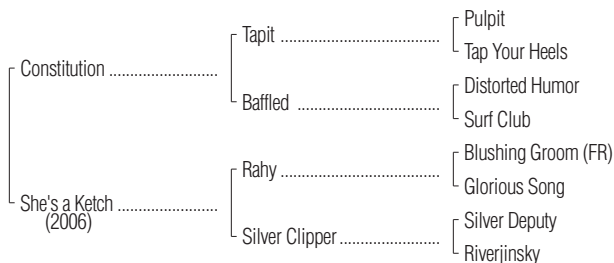 Pulpit
Tapit
Tap Your Heels
Constitution
Distorted Humor
Baffled
Surf Club
Blushing Groom (FR)
Rahy
Glorious Song
She's a Ketch
(2006)
Silver Deputy
Silver Clipper
Riverjinsky